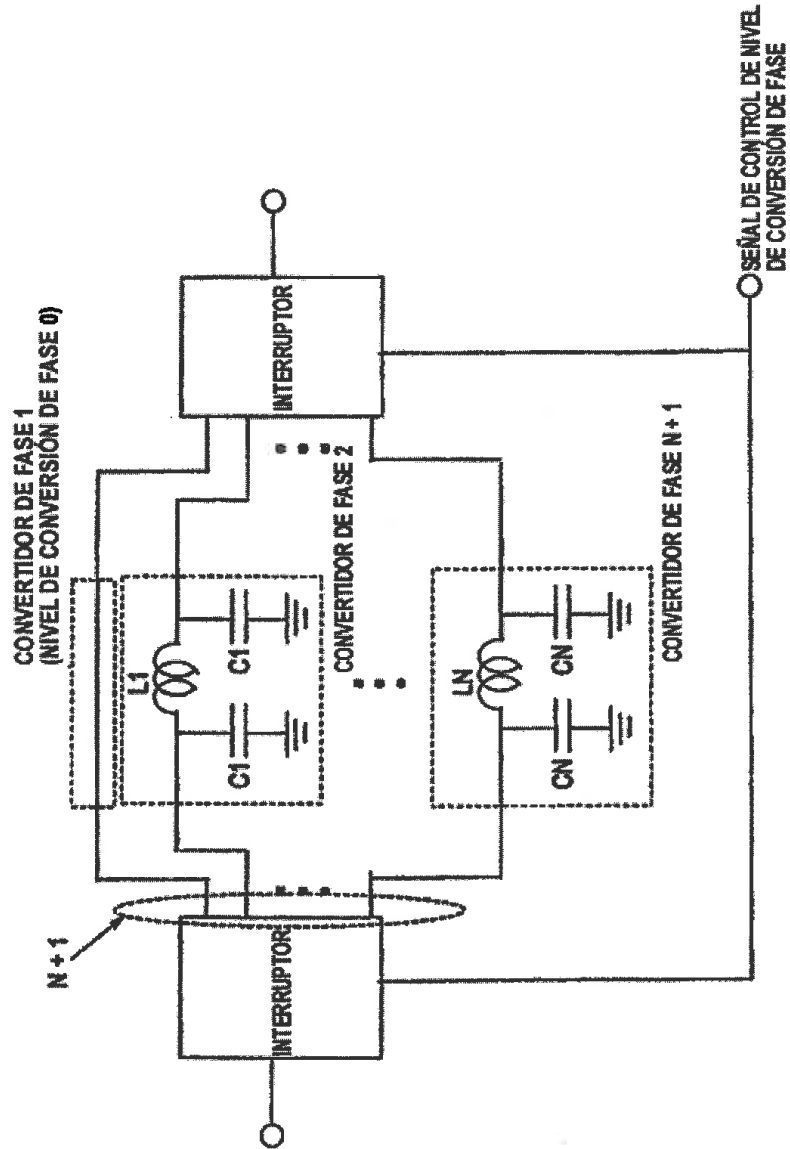 CONVERTIDOR DE FASE 1
(NIVEL DE CONVERSIÓN DE FASE 0)
N + 1
L1
C1
C1
INTERRUPTOR
INTERRUPTOR
CONVERTIDOR DE FASE 2
LN
CN
CN
CONVERTIDOR DE FASE N + 1
SEÑAL DE CONTROL DE NIVEL
DE CONVERSIÓN DE FASE